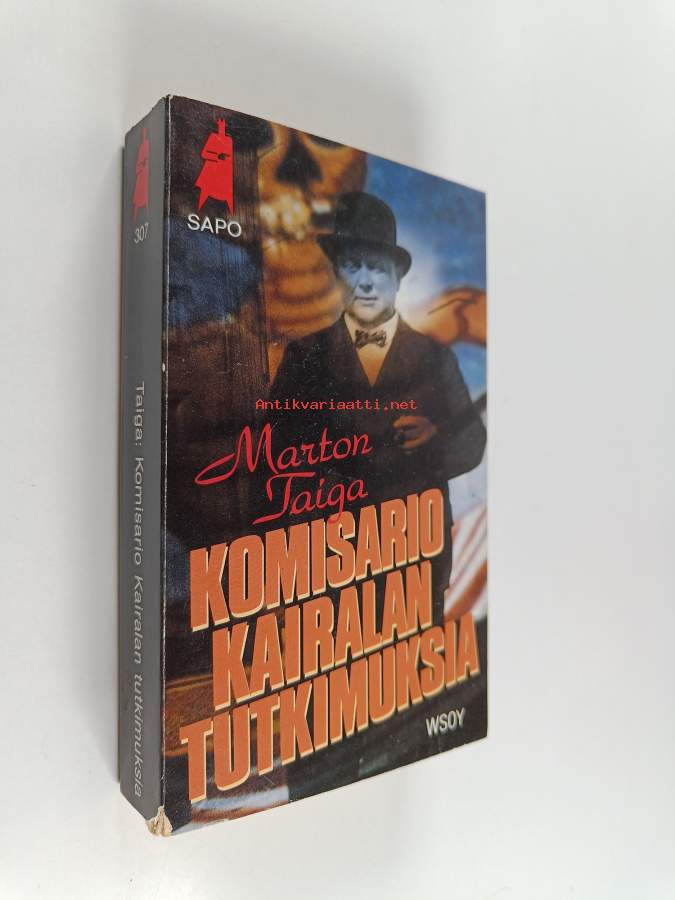 SAPO
307
Taiga: Komisario Kairalan tutkimuksia
Antikvariaatti.net
Marton
Taiga
KOMISARIO
KAIRALAN
TUTKIMUKSIA
WSOY